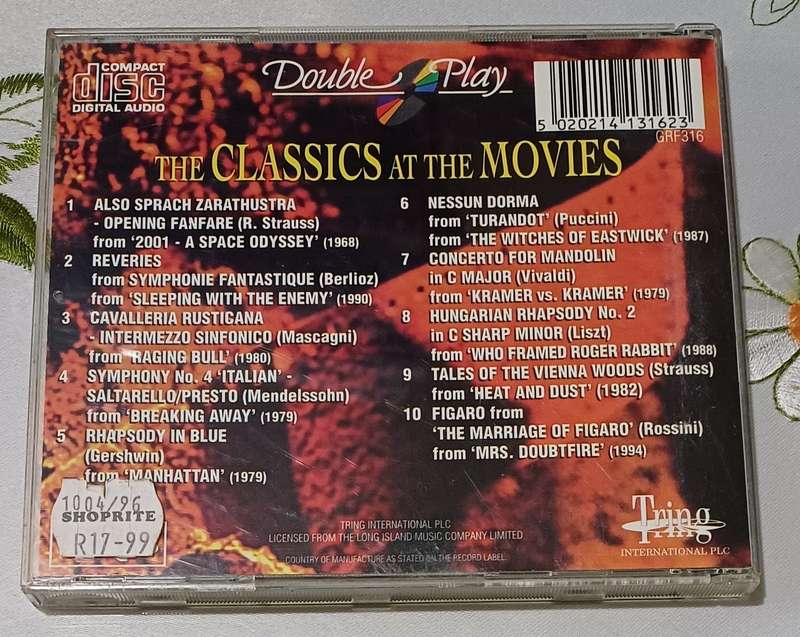 COMPACT
disc
DIGITAL AUDIO
Double Play
5 020214 131623
GRF316
THE CLASSICS AT THE MOVIES
1 ALSO SPRACH ZARATHUSTRA
- OPENING FANFARE (R. Strauss)
from ‘2001 - A SPACE ODYSSEY’ (1968)
2 REVERIES
from SYMPHONIE FANTASTIQUE (Berlioz)
from ‘SLEEPING WITH THE ENEMY’ (1990)
3 CAVALLERIA RUSTICANA
- INTERMEZZO SINFONICO (Mascagni)
from ‘RAGING BULL’ (1980)
4 SYMPHONY No. 4 ‘ITALIAN’ -
SALTARELLO/PRESTO (Mendelssohn)
from ‘BREAKING AWAY’ (1979)
5 RHAPSODY IN BLUE
(Gershwin)
from ‘MANHATTAN’ (1979)
6 NESSUN DORMA
from ‘TURANDOT’ (Puccini)
from ‘THE WITCHES OF EASTWICK’ (1987)
7 CONCERTO FOR MANDOLIN
in C MAJOR (Vivaldi)
from ‘KRAMER vs. KRAMER’ (1979)
8 HUNGARIAN RHAPSODY No. 2
in C SHARP MINOR (Liszt)
from ‘WHO FRAMED ROGER RABBIT’ (1988)
9 TALES OF THE VIENNA WOODS (Strauss)
from ‘HEAT AND DUST’ (1982)
10 FIGARO from
‘THE MARRIAGE OF FIGARO’ (Rossini)
from ‘MRS. DOUBTFIRE’ (1994)
1004/96
SHOPRITE
R17-99
TRING INTERNATIONAL PLC
LICENSED FROM THE LONG ISLAND MUSIC COMPANY LIMITED
COUNTRY OF MANUFACTURE AS STATED ON THE RECORD LABEL.
Tring
INTERNATIONAL PLC